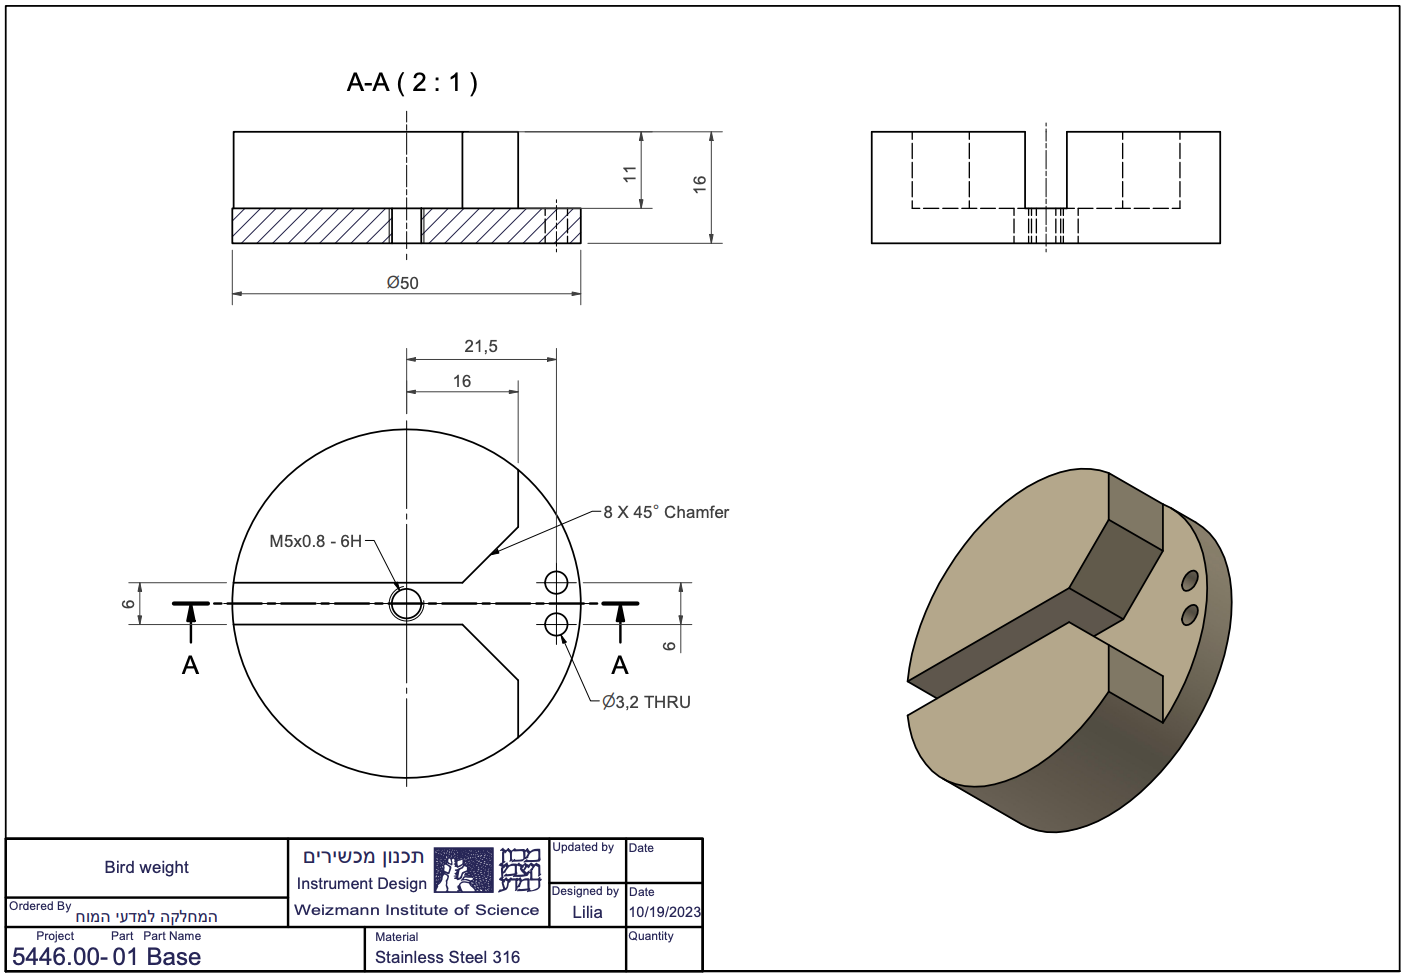 A-A ( 2 : 1 )
11
16
Ø50
21,5
16
8 X 45° Chamfer
M5x0.8 - 6H
6
6
A
A
Ø3,2 THRU
Bird weight
Ordered By
המחלקה למדעי המוח
תכנון מכשירים
Instrument Design
Weizmann Institute of Science
Updated by
Date
Designed by
Lilia
Date
10/19/2023
Project Part Part Name
5446.00- 01 Base
Material
Stainless Steel 316
Quantity